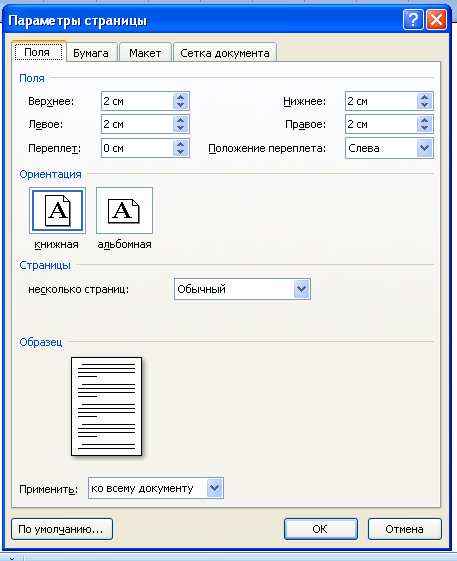 Параметры страницы
Поля Бумага Макет Сетка документа
Поля
Верхнее: 2 см Нижнее: 2 см
Левое: 2 см Правое: 2 см
Переплет: 0 см Положение переплета: Слева
Ориентация
A A
книжная альбомная
Страницы
несколько страниц: Обычный
Образец
Применить: ко всему документу
По умолчанию... ОК Отмена